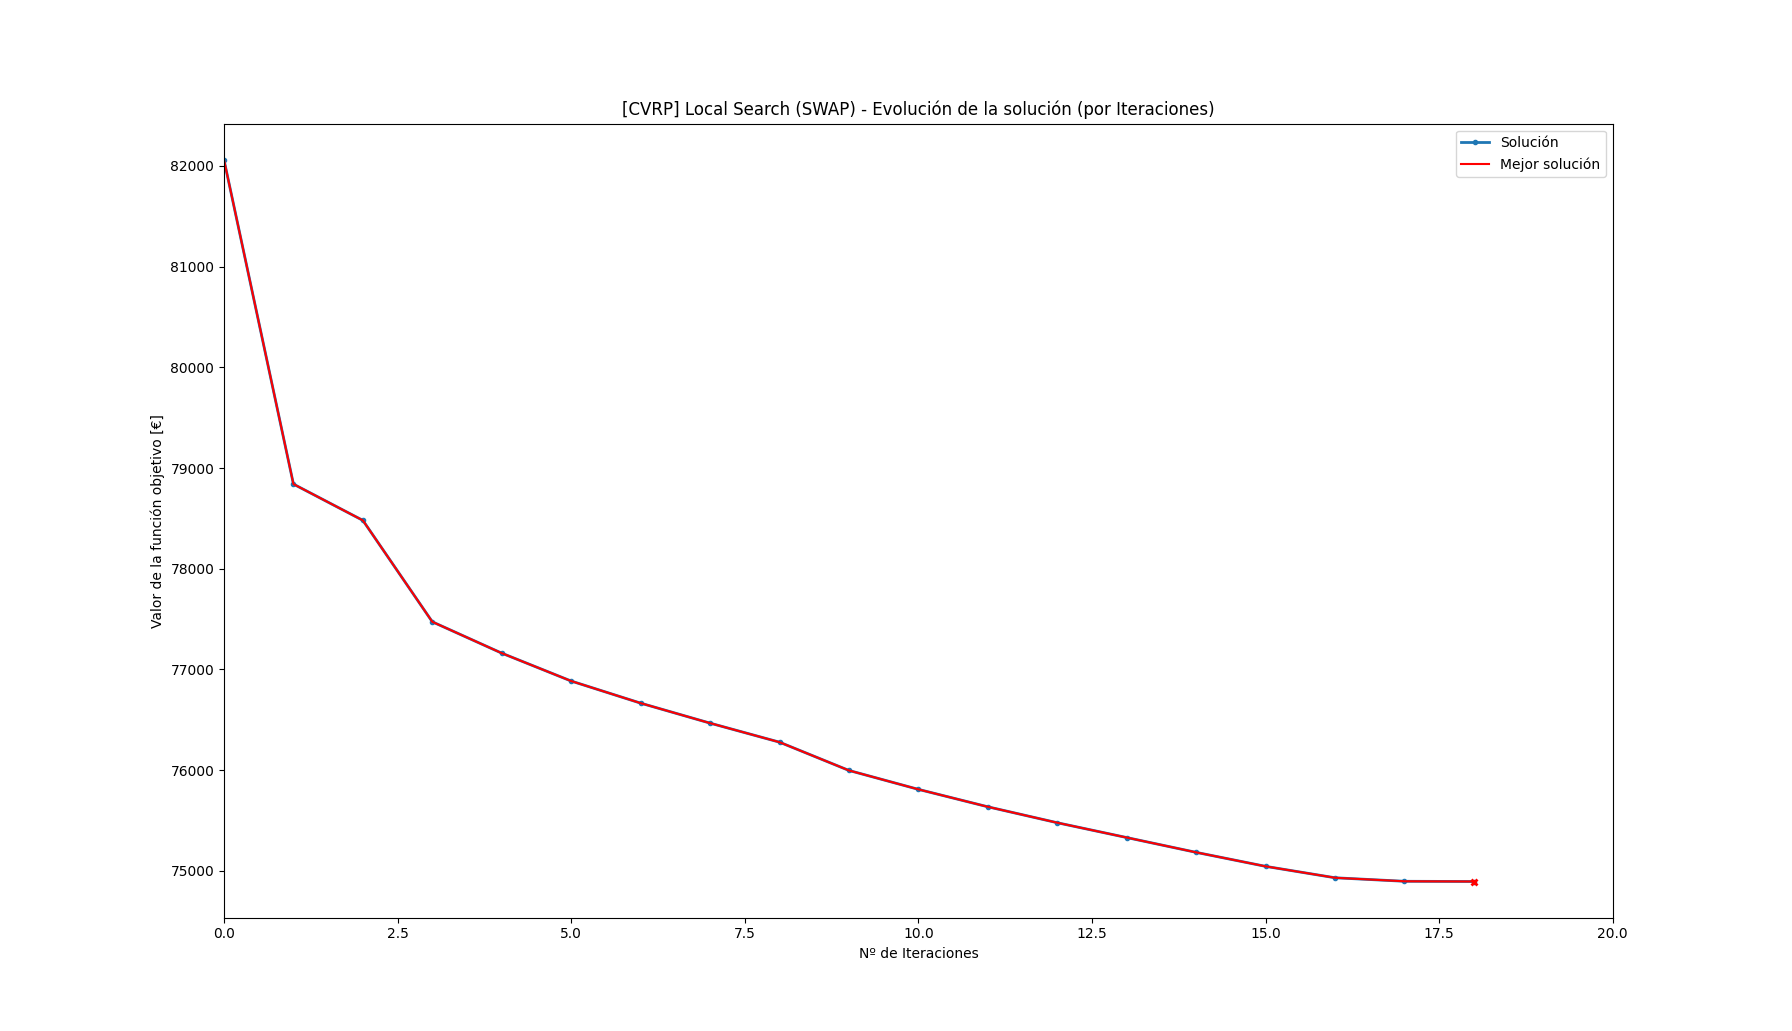 [CVRP] Local Search (SWAP) - Evolución de la solución (por Iteraciones)
Solución
Mejor solución
Valor de la función objetivo [€]
82000
81000
80000
79000
78000
77000
76000
75000
0.0 2.5 5.0 7.5 10.0 12.5 15.0 17.5 20.0
Nº de Iteraciones